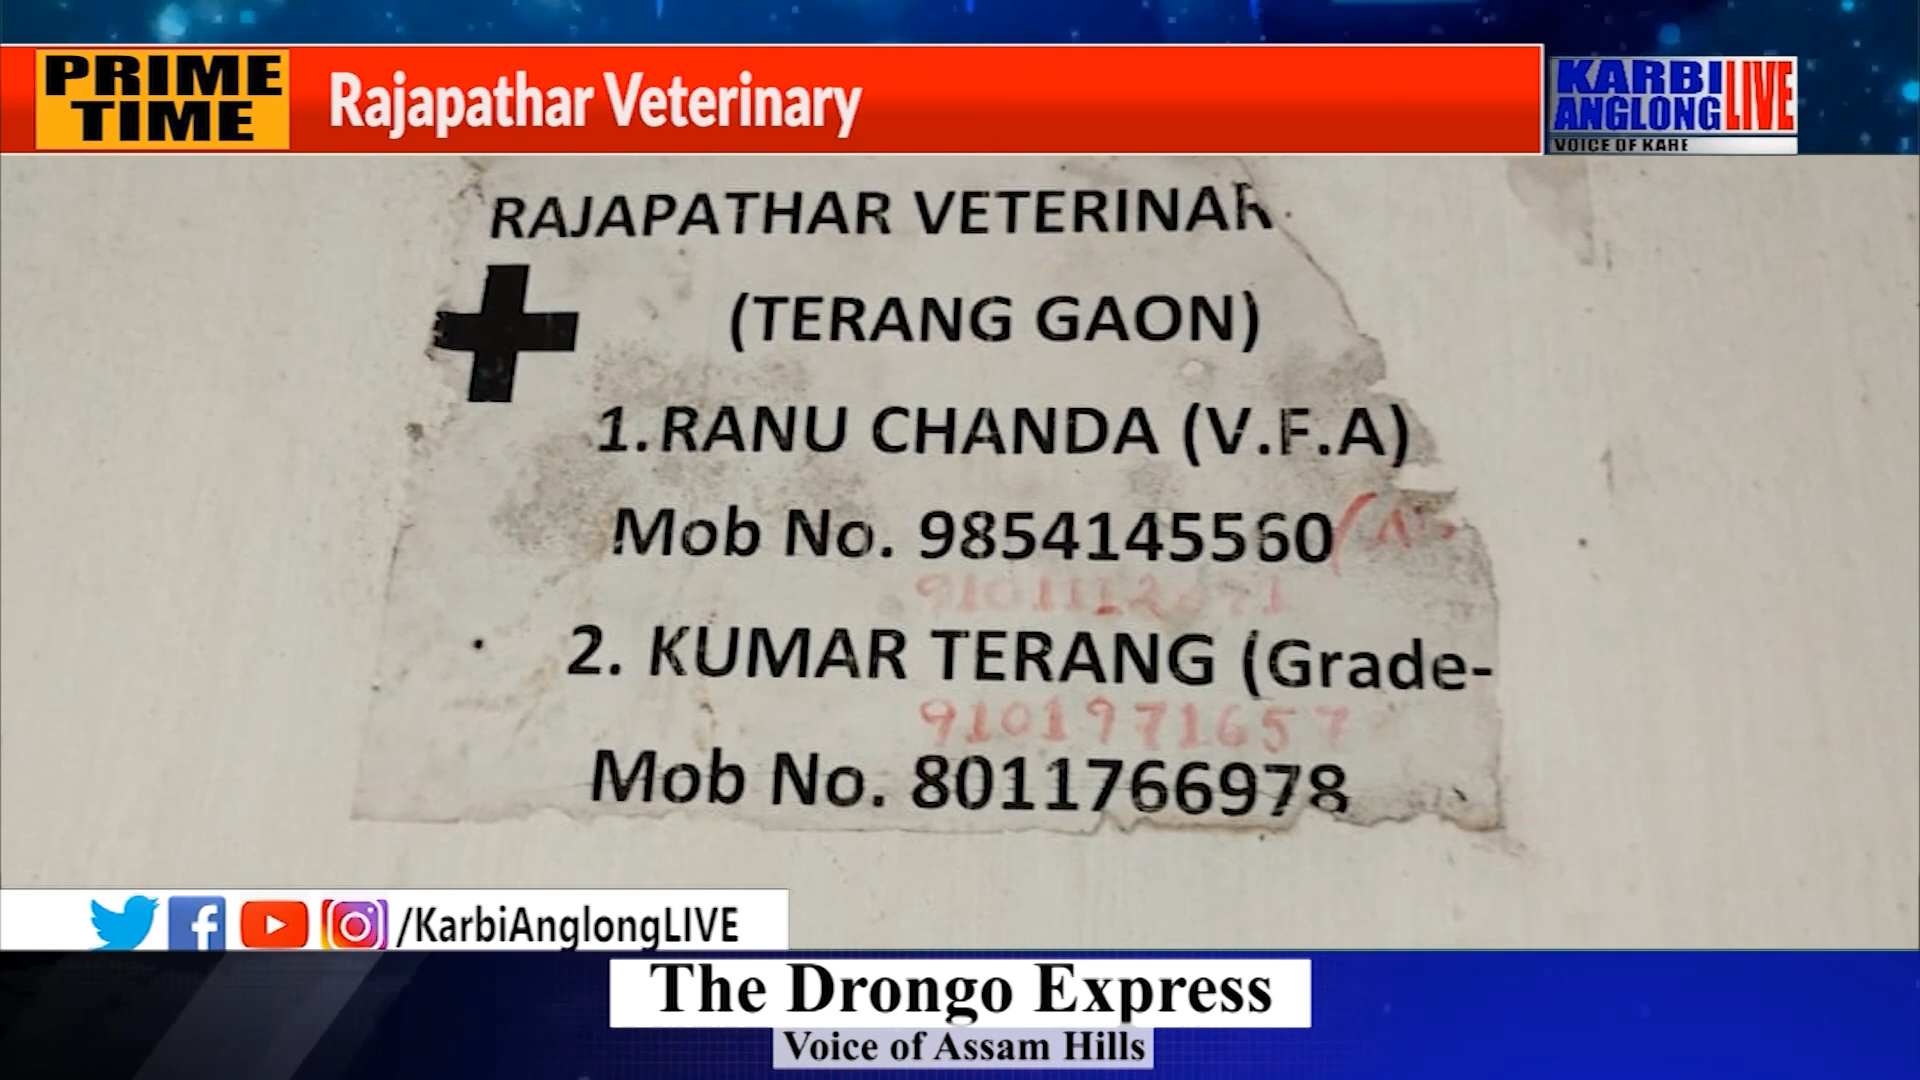 PRIME
TIME
Rajapathar Veterinary
KARBI
ANGLONG
LIVE
VOICE OF KARE
RAJAPATHAR VETERINAR
(TERANG GAON)
1. RANU CHANDA (V.F.A)
Mob No. 9854145560
2. KUMAR TERANG (Grade-
9101971657
Mob No. 8011766978
/KarbiAnglongLIVE
The Drongo Express
Voice of Assam Hills